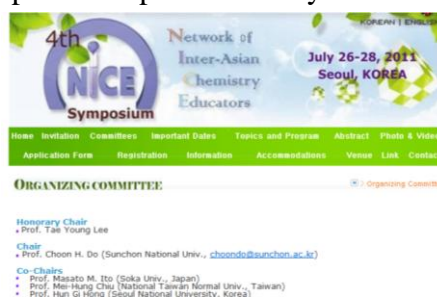 KOREAN | ENGLISH
4th
NICE
Symposium
Network of
Inter-Asian
Chemistry
Educators
July 26-28, 2011
Seoul, KOREA
Home Invitation Committees Important Dates Topics and Program Abstract Photo & Video
Application Form Registration Information Accommodations Venue Link Contac
ORGANIZING COMMITTEE
Organizing Committ
Honorary Chair
• Prof. Tae Young Lee
Chair
• Prof. Choon H. Do (Sunchon National Univ., choondo@sunchon.ac.kr)
Co-Chairs
• Prof. Masato M. Ito (Soka Univ., Japan)
• Prof. Mei-Hung Chiu (National Taiwan Normal Univ., Taiwan)
• Prof. Hun Gi Hong (Seoul National University, Korea)